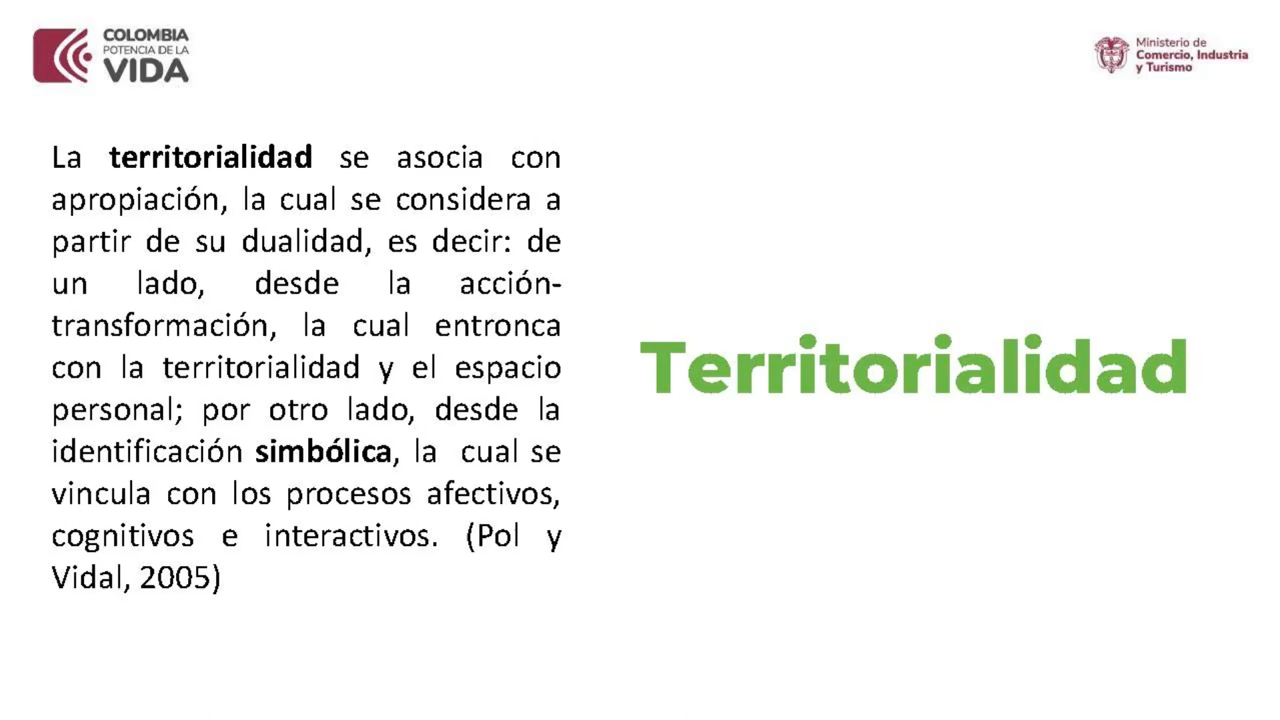 COLOMBIA
POTENCIA DE LA
VIDA
Ministerio de
Comercio, Industria
y Turismo
La territorialidad se asocia con
apropiación, la cual se considera a
partir de su dualidad, es decir: de
un lado, desde la acción-
transformación, la cual entronca
con la territorialidad y el espacio
personal; por otro lado, desde la
identificación simbólica, la cual se
vincula con los procesos afectivos,
cognitivos e interactivos. (Pol y
Vidal, 2005)
Territorialidad